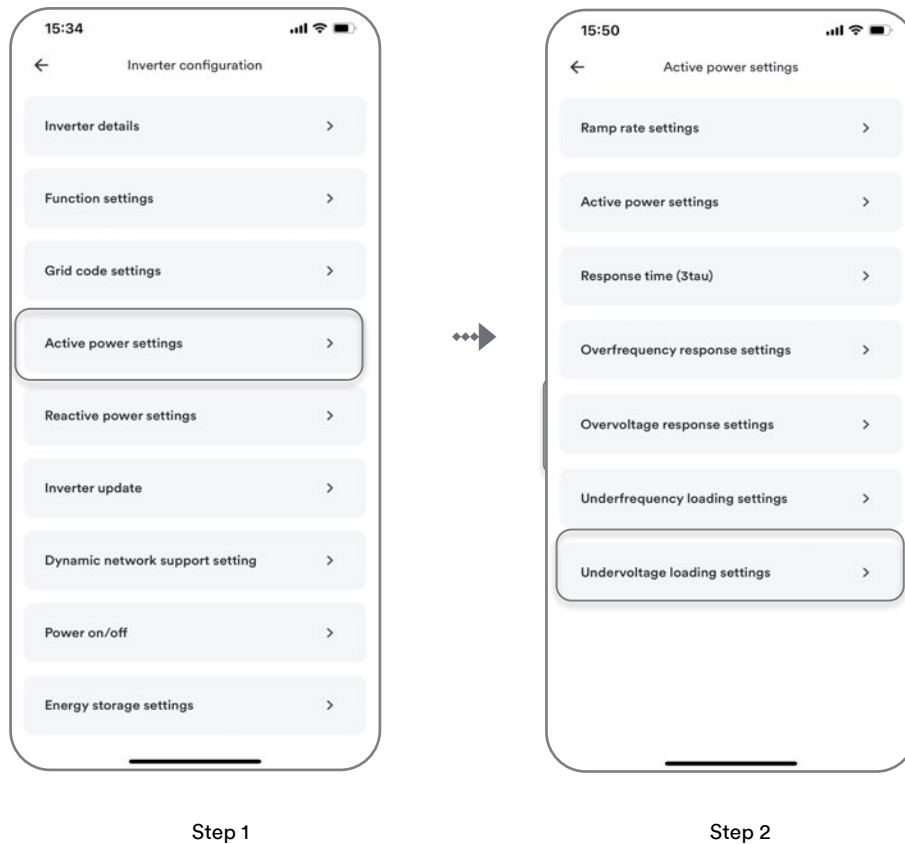 15:34
Inverter configuration
Inverter details
Function settings
Grid code settings
Active power settings
Reactive power settings
Inverter update
Dynamic network support setting
Power on/off
Energy storage settings
Step 1
15:50
Active power settings
Ramp rate settings
Active power settings
Response time (3tau)
Overfrequency response settings
Overvoltage response settings
Underfrequency loading settings
Undervoltage loading settings
Step 2